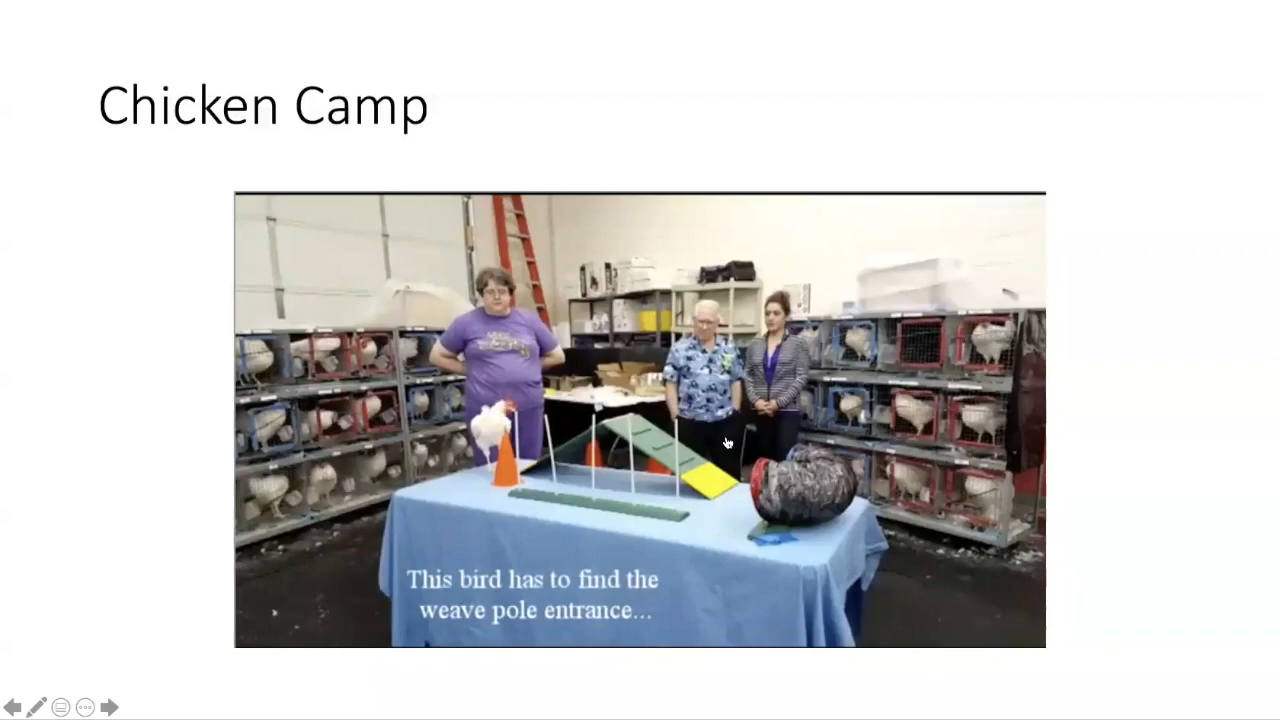 Chicken Camp
This bird has to find the
weave pole entrance...